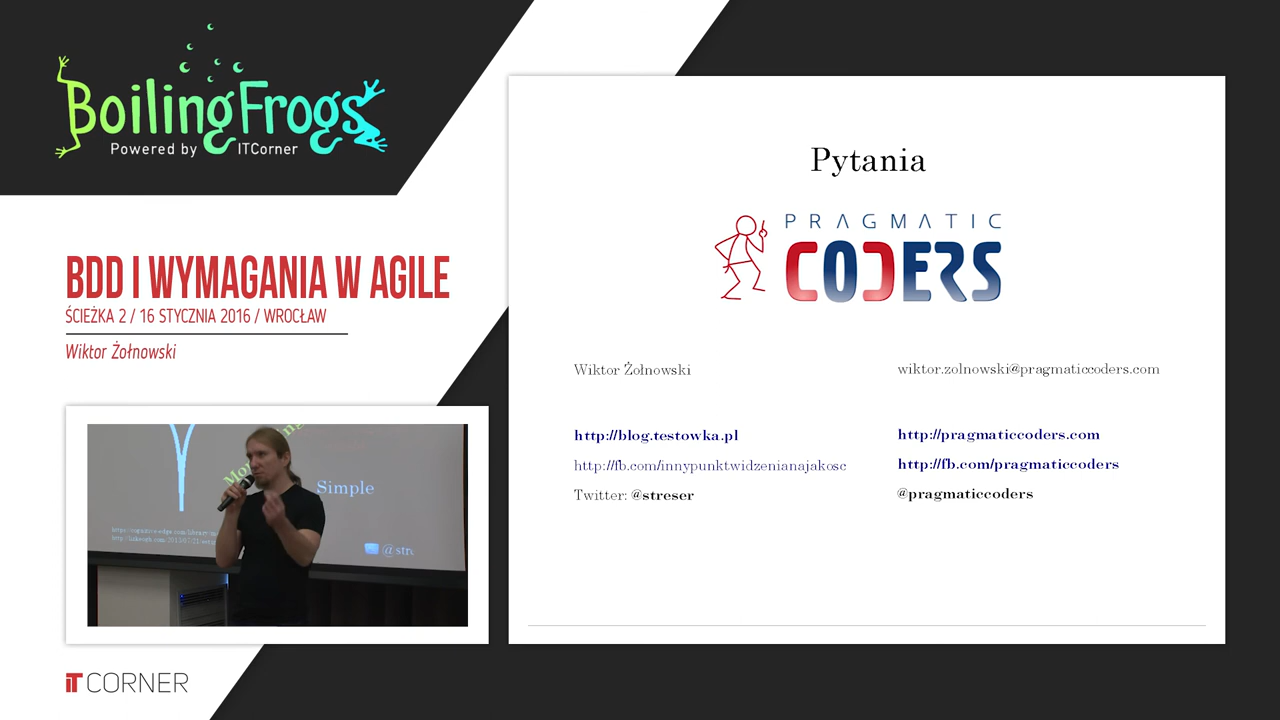 BoilingFrogs
Powered by ITCorner
BDD I WYMAGANIA W AGILE
ŚCIEŻKA 2 / 16 STYCZNIA 2016 / WROCŁAW
Wiktor Żołnowski
Simple
@stre
iT CORNER
Pytania
PRAGMATIC
CODERS
Wiktor Żołnowski
wiktor.zolnowski@pragmaticcoders.com
http://blog.testowka.pl
http://pragmaticcoders.com
http://fb.com/innypunktwidzenianajakosc
http://fb.com/pragmaticcoders
Twitter: @streser
@pragmaticcoders